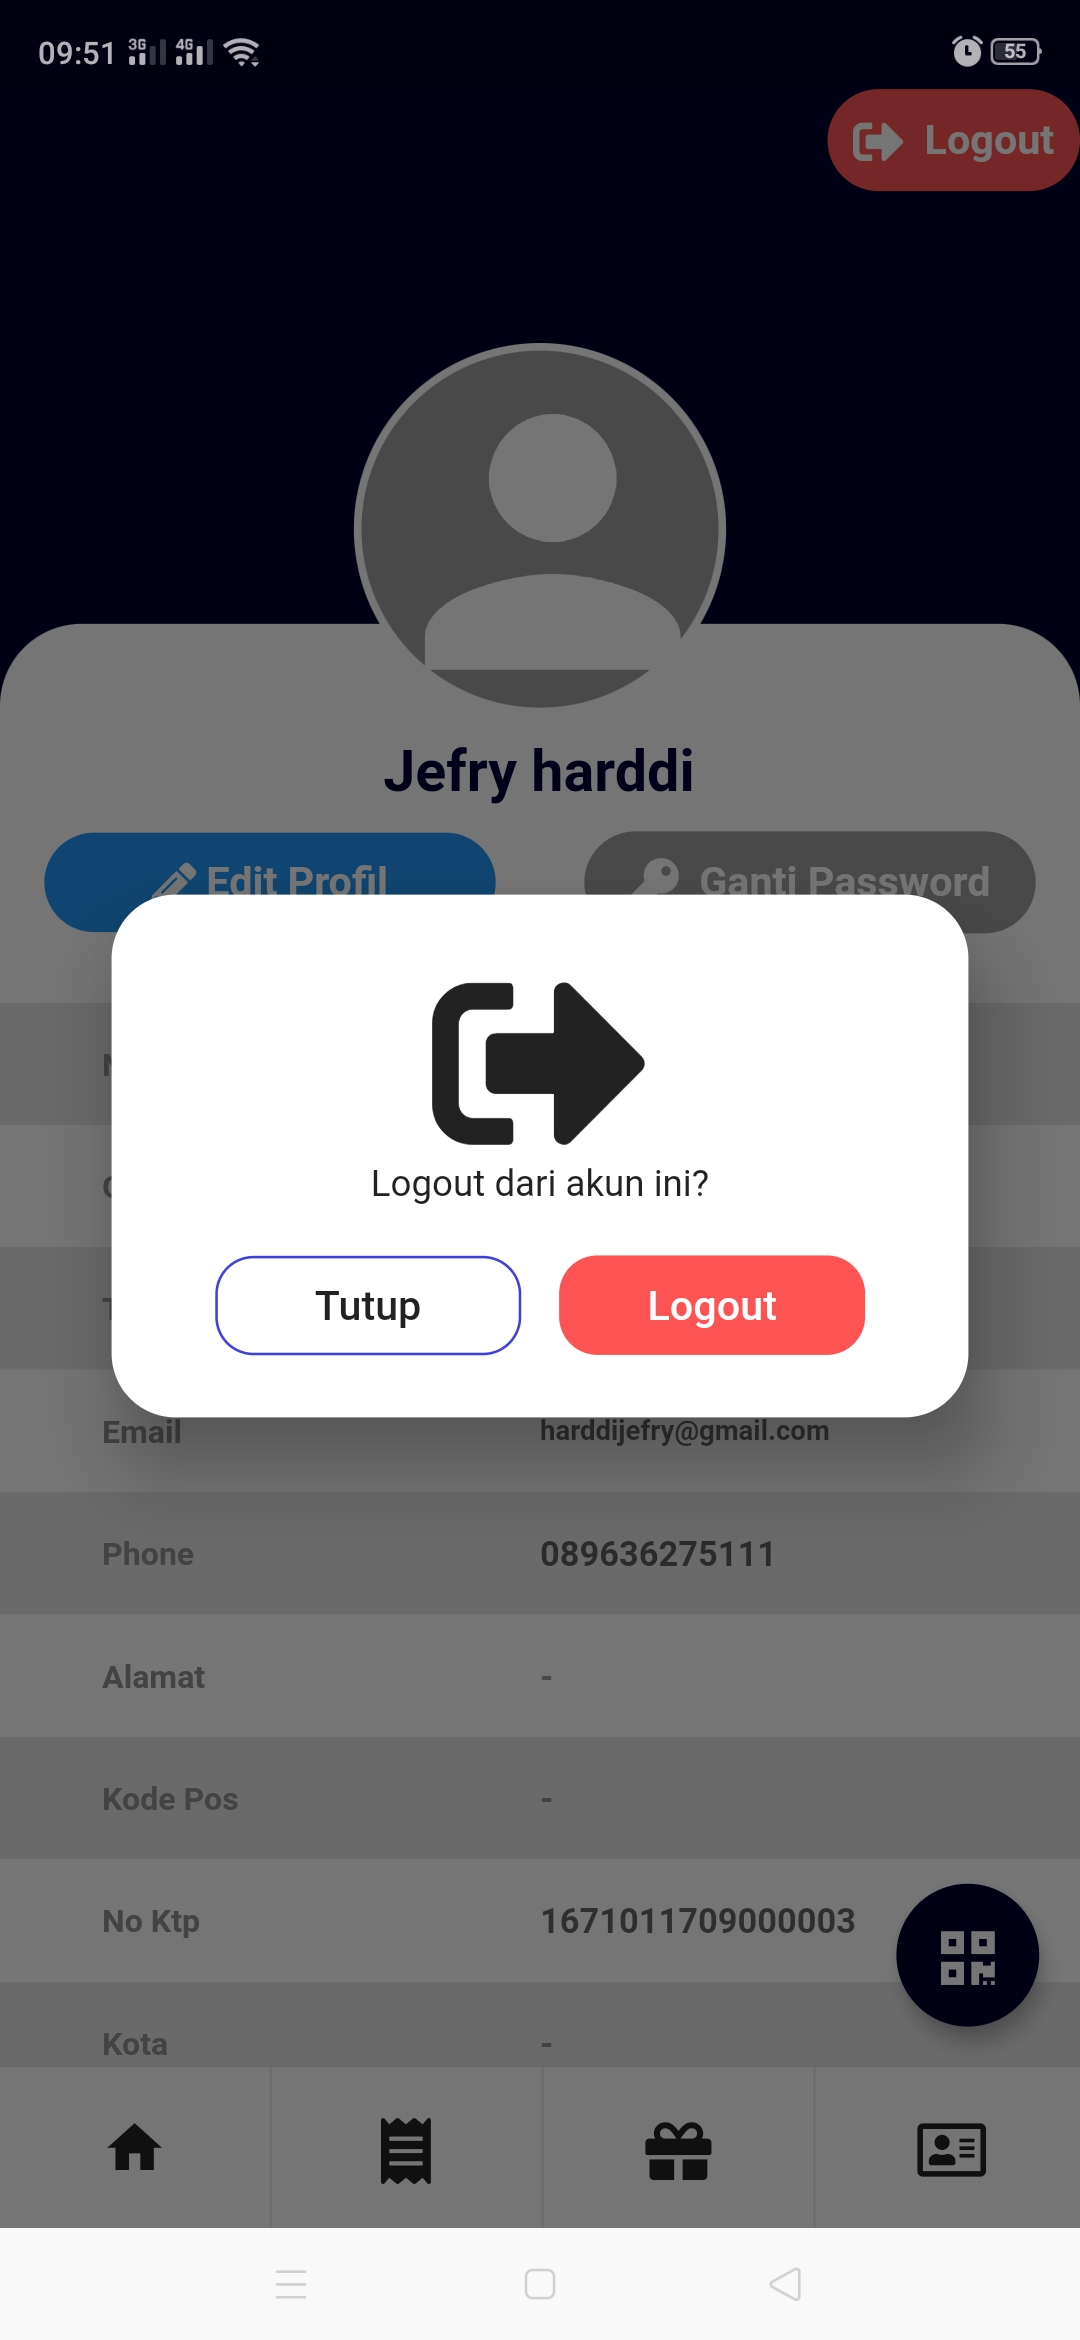 09:51 3G 4G 55
Logout
Jefry harddi
Edit Profil Ganti Password
Logout dari akun ini?
Tutup Logout
Email harddijefry@gmail.com
Phone 089636275111
Alamat -
Kode Pos -
No Ktp 1671011709000003
Kota -